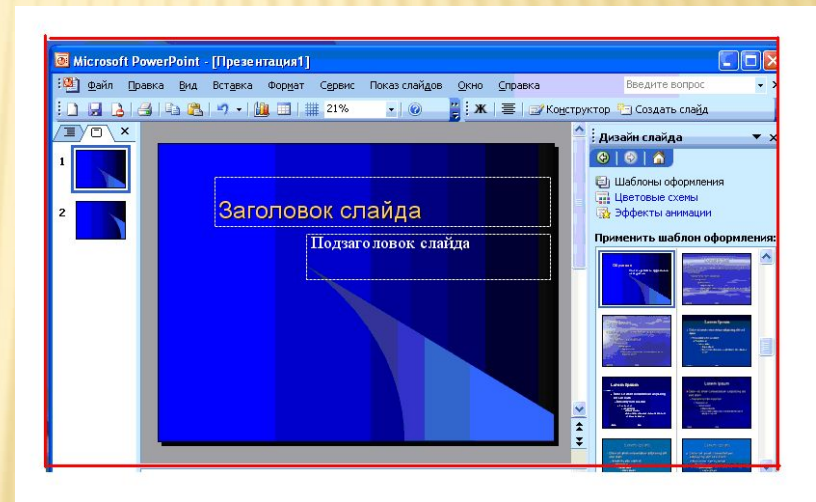 Microsoft PowerPoint - [Презентация1]
Файл Правка Вид Вставка Формат Сервис Показ слайдов Окно Справка Введите вопрос
21% Ж Конструктор Создать слайд
Дизайн слайда
1
2
Шаблоны оформления
Цветовые схемы
Эффекты анимации
Применить шаблон оформления:
Заголовок слайда
Подзаголовок слайда